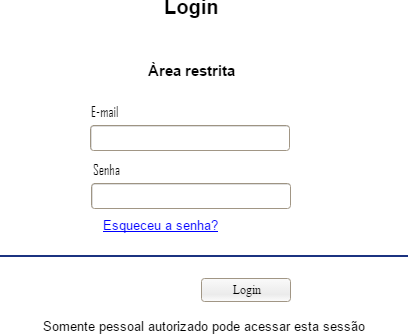 Login
Àrea restrita
E-mail
Senha
Esqueceu a senha?
Login
Somente pessoal autorizado pode acessar esta sessão